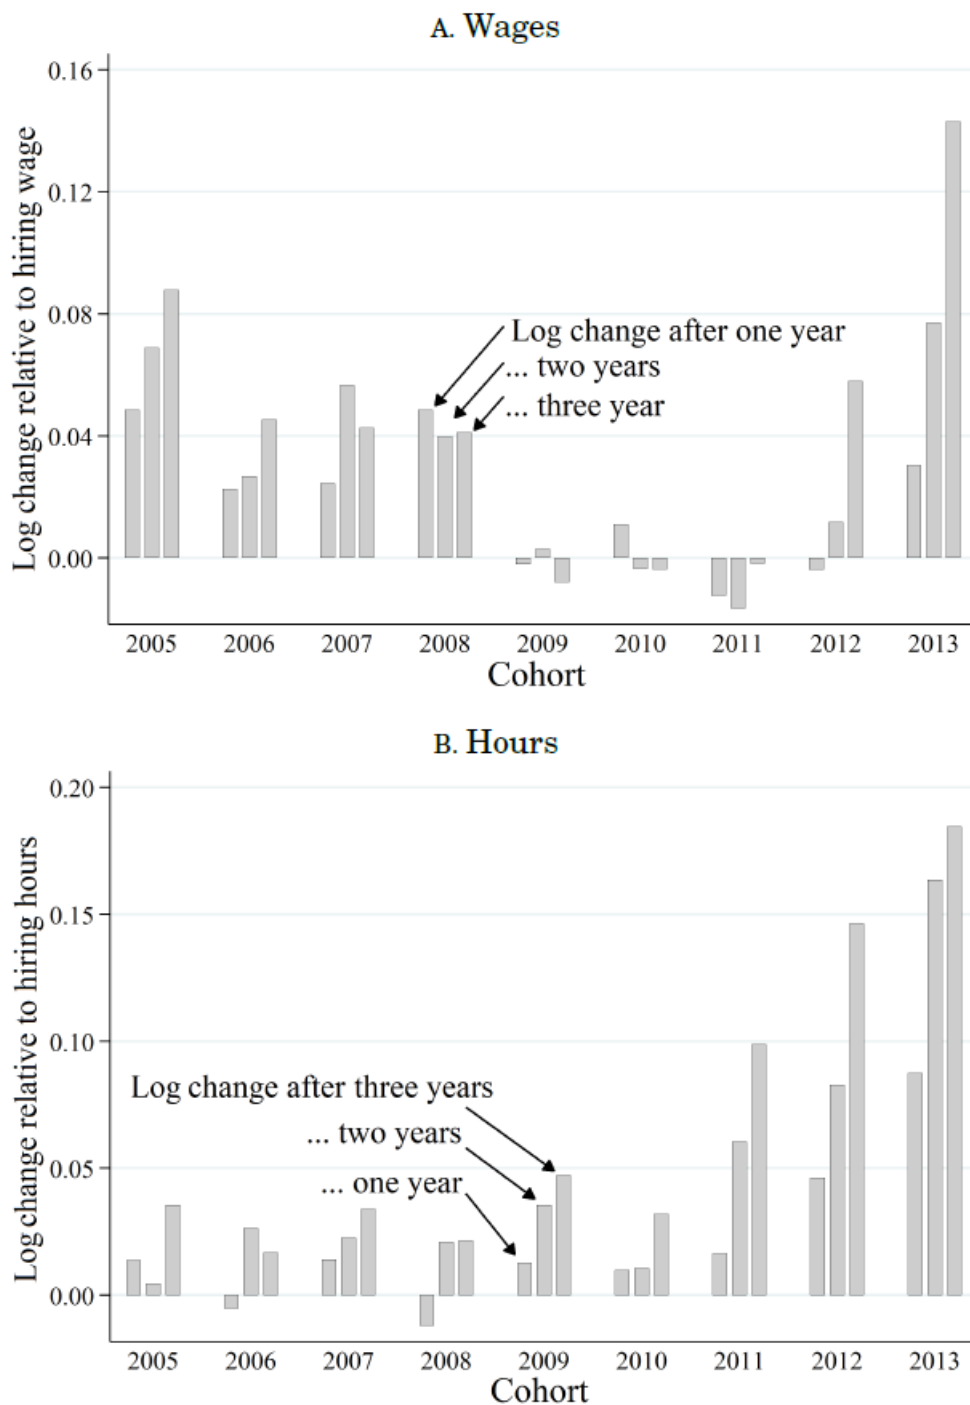 A. Wages
Log change relative to hiring wage
0.16
0.12
0.08
0.04
0.00
Log change after one year
... two years
... three year
2005 2006 2007 2008 2009 2010 2011 2012 2013
Cohort
B. Hours
Log change relative to hiring hours
0.20
0.15
0.10
0.05
0.00
Log change after three years
... two years
... one year
2005 2006 2007 2008 2009 2010 2011 2012 2013
Cohort